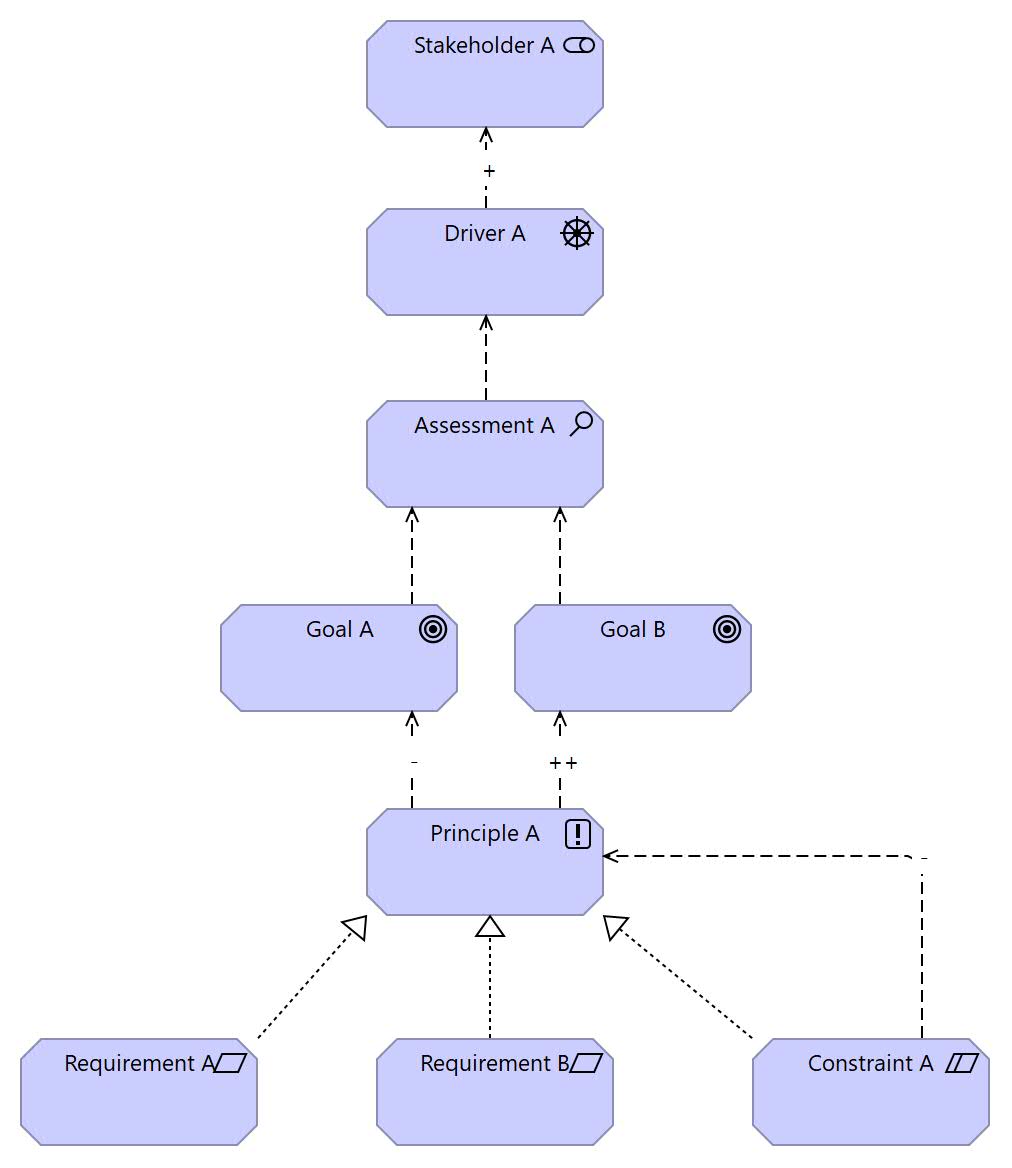 Stakeholder A
+
Driver A
Assessment A
Goal A
Goal B
-
++
Principle A
-
Requirement A
Requirement B
Constraint A